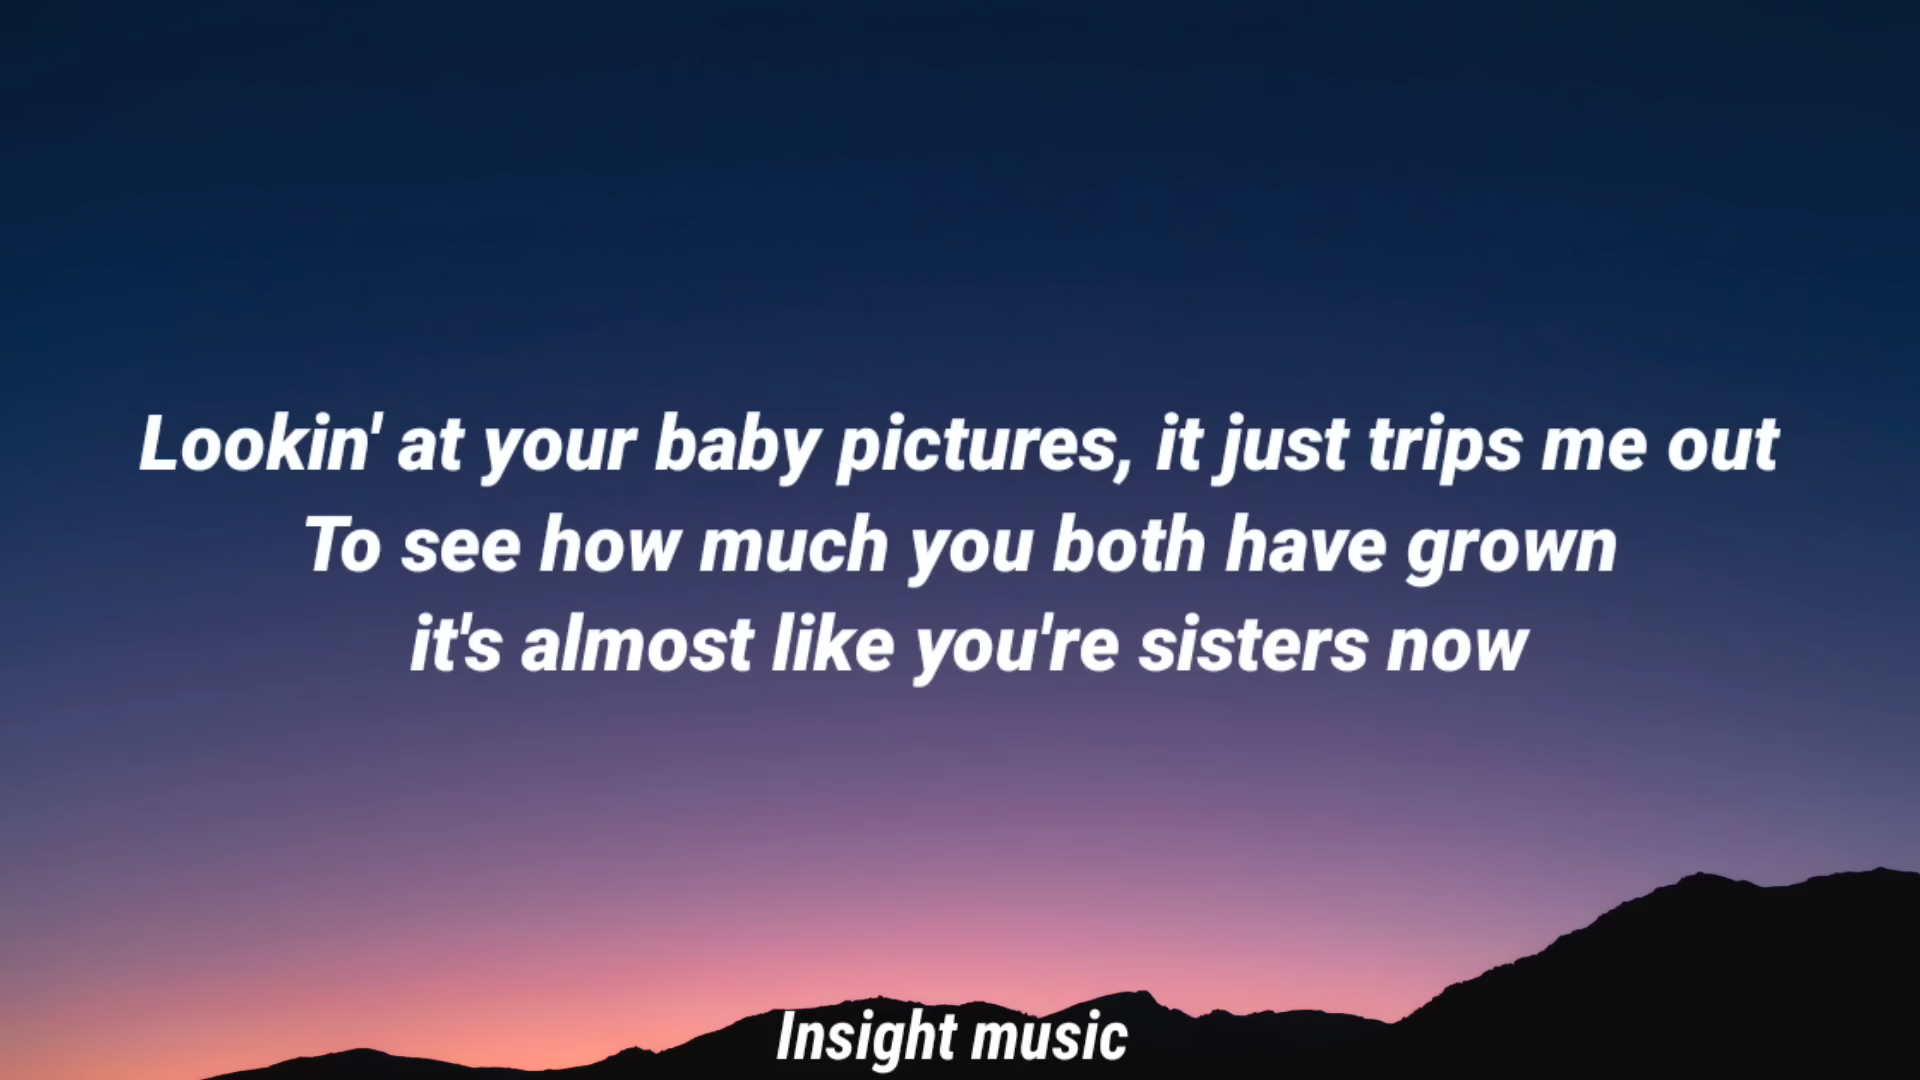 Lookin' at your baby pictures, it just trips me out
To see how much you both have grown
it's almost like you're sisters now
Insight music